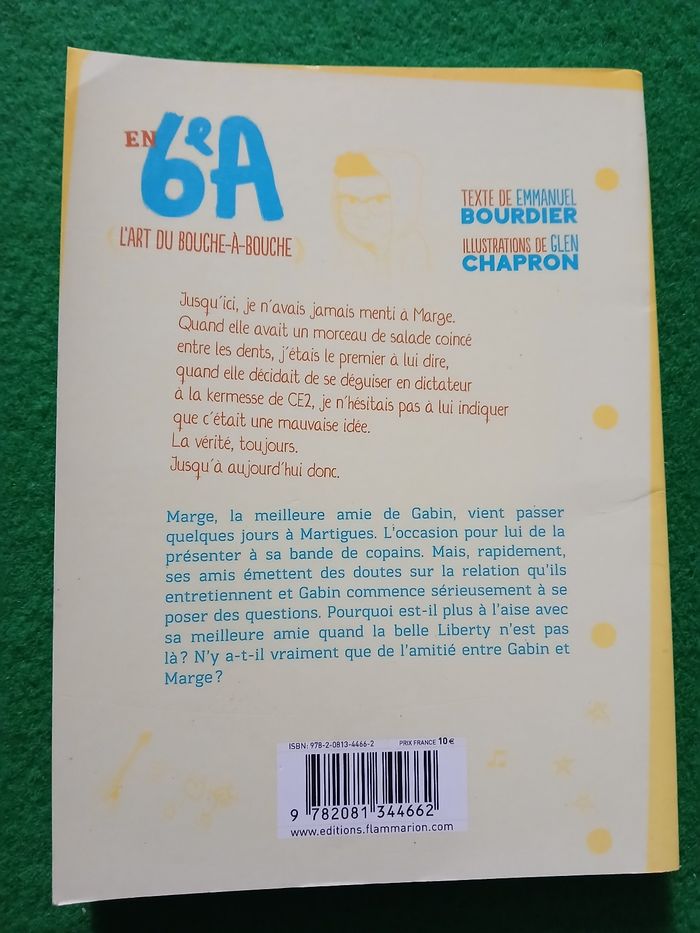 EN 6eA
L'ART DU BOUCHE-À-BOUCHE
TEXTE DE EMMANUEL
BOURDIER
ILLUSTRATIONS DE GLEN
CHAPRON
Jusqu'ici, je n'avais jamais menti à Marge.
Quand elle avait un morceau de salade coincé
entre les dents, j'étais le premier à lui dire,
quand elle décidait de se déguiser en dictateur
à la kermesse de CE2, je n'hésitais pas à lui indiquer
que c'était une mauvaise idée.
La vérité, toujours.
Jusqu'à aujourd'hui donc.
Marge, la meilleure amie de Gabin, vient passer
quelques jours à Martigues. L'occasion pour lui de la
présenter à sa bande de copains. Mais, rapidement,
ses amis émettent des doutes sur la relation qu'ils
entretiennent et Gabin commence sérieusement à se
poser des questions. Pourquoi est-il plus à l'aise avec
sa meilleure amie quand la belle Liberty n'est pas
là ? N'y a-t-il vraiment que de l'amitié entre Gabin et
Marge ?
ISBN: 978-2-0813-4466-2 PRIX FRANCE 10 €
9 782081 344662
www.editions.flammarion.com